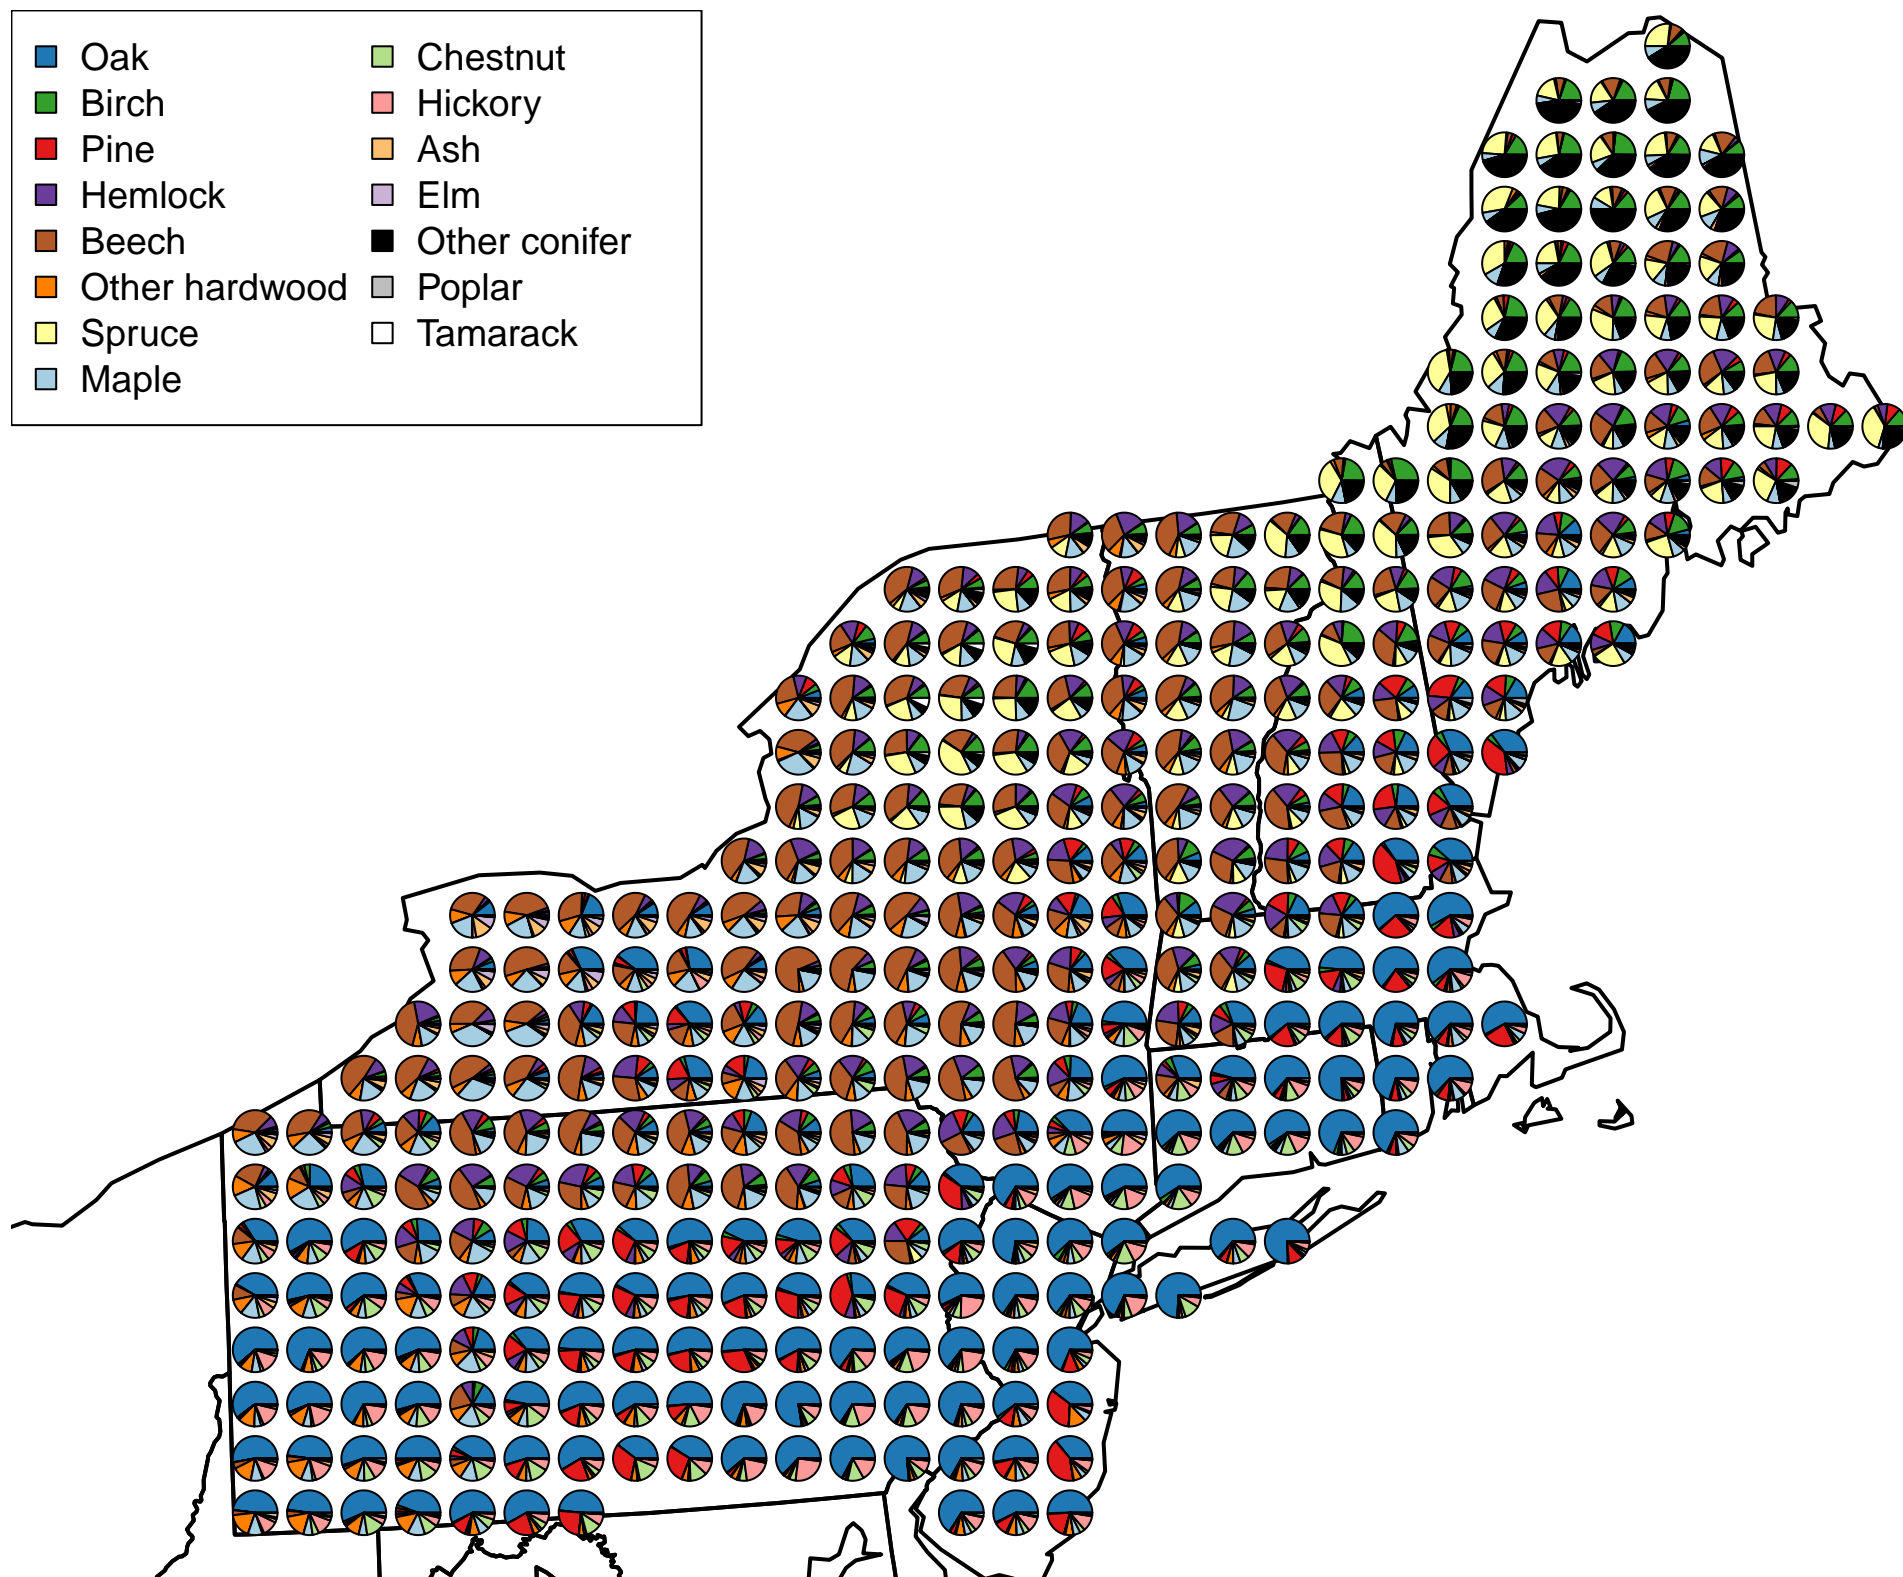 Oak
Birch
Pine
Hemlock
Beech
Other hardwood
Spruce
Maple
Chestnut
Hickory
Ash
Elm
Other conifer
Poplar
Tamarack